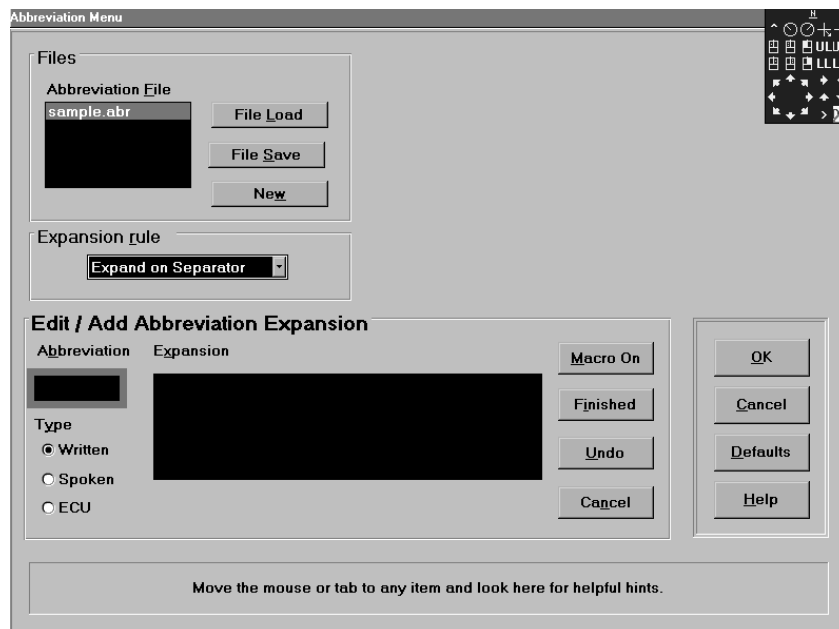 Abbreviation Menu
N
ULU
LLL
Files
Abbreviation File
sample.abr
File Load
File Save
New
Expansion rule
Expand on Separator
Edit / Add Abbreviation Expansion
Abbreviation Expansion
Macro On
OK
Finished
Cancel
Type
Written
Undo
Defaults
Spoken
ECU
Cancel
Help
Move the mouse or tab to any item and look here for helpful hints.